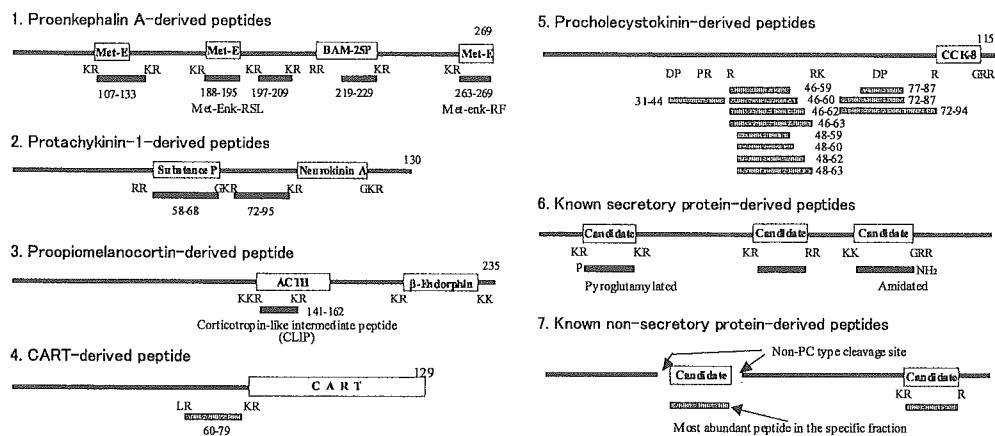 1. Proenkephalin A-derived peptides
269
Met-E Met-E BAM-2SP Met-E
KR KR KR KR KR RR KR KR
107-133 188-195 197-209 219-229 263-269
Met-Enk-RSL Met-enk-RF
2. Protachykinin-1-derived peptides
130
Substance P Neurokinin A
RR GKR KR GKR
58-68 72-95
3. Proopiomelanocortin-derived peptide
235
ACTH β-Endorphin
KKR KR KR KK
141-162
Corticotropin-like intermediate peptide
(CLIP)
4. CART-derived peptide
129
CART
LR KR
60-79
5. Procholecystokinin-derived peptides
115
CCK-8
DP PR R RK DP R GRR
46-59 77-87
31-44 46-60 72-87
46-62 72-94
46-63
48-59
48-60
48-62
48-63
6. Known secretory protein-derived peptides
Candidate Candidate Candidate
KR KR KR RR KK GRR
P NH2
Pyroglutamylated Amidated
7. Known non-secretory protein-derived peptides
Non-PC type cleavage site
Candidate Candidate
KR R
Most abundant peptide in the specific fraction